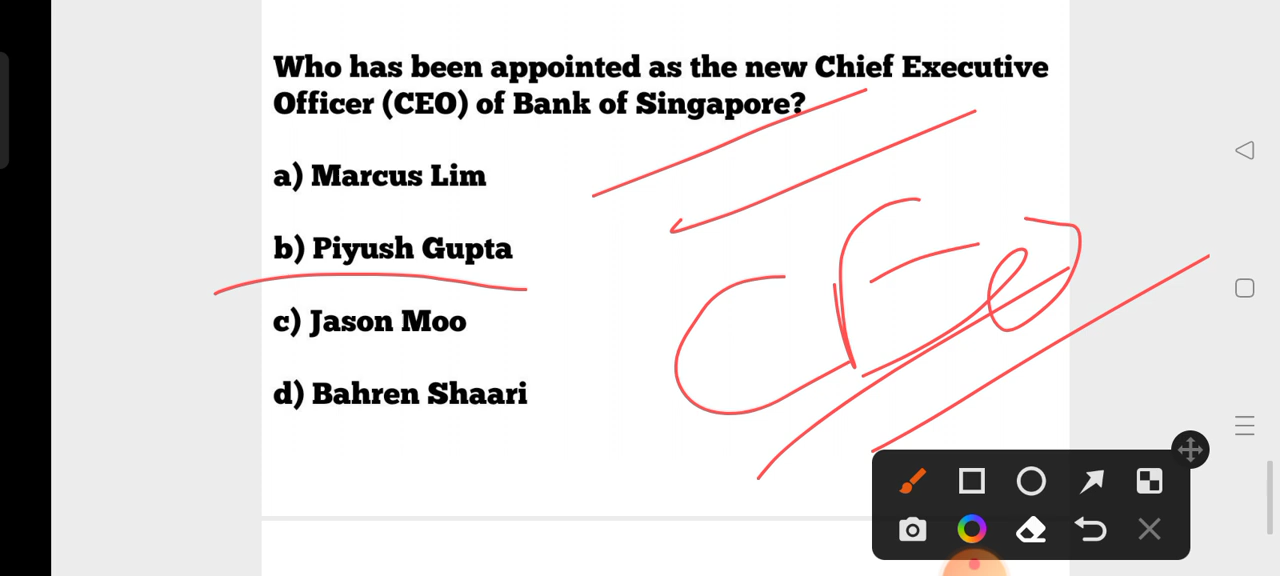 Who has been appointed as the new Chief Executive
Officer (CEO) of Bank of Singapore?
a) Marcus Lim
b) Piyush Gupta
c) Jason Moo
d) Bahren Shaari
CEO